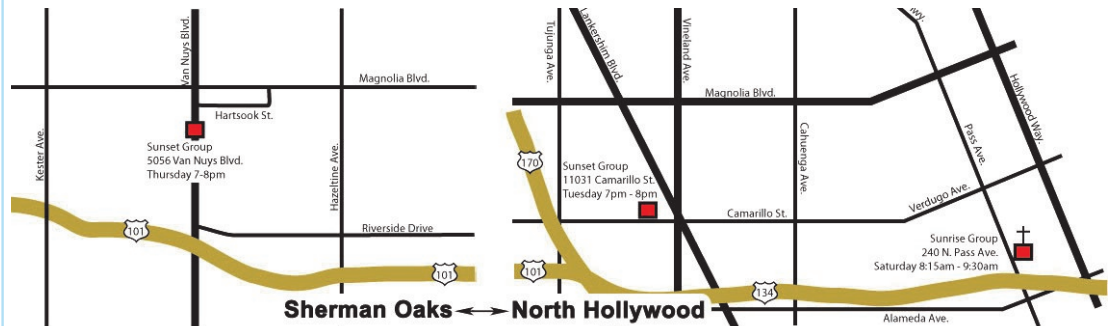 Van Nuys Blvd.
Magnolia Blvd.
Hartsook St.
Kester Ave.
Sunset Group
5056 Van Nuys Blvd.
Thursday 7-8pm
Hazeltine Ave.
Riverside Drive
101
101
Sherman Oaks
Tujunga Ave.
Lankershim Blvd.
Vineland Ave.
Magnolia Blvd.
Hollywood Way.
Pass Ave.
Cahuenga Ave.
170
Sunset Group
11031 Camarillo St.
Tuesday 7pm - 8pm
Camarillo St.
Verdugo Ave.
Sunrise Group
240 N. Pass Ave.
Saturday 8:15am - 9:30am
101
134
North Hollywood
Alameda Ave.